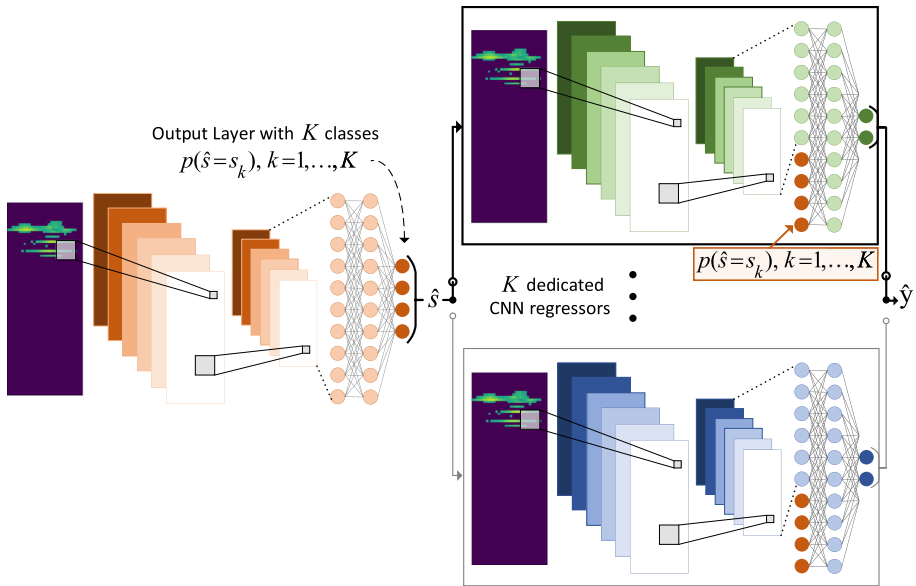 Output Layer with K classes
p(ŝ=s_k), k=1,…,K
ŝ
p(ŝ=s_k), k=1,…,K
K dedicated
CNN regressors
ŷ